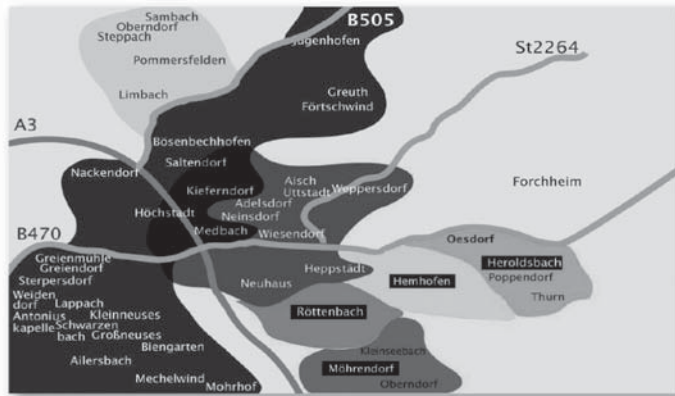 Sambach
Oberndorf
Steppach
Pommersfelden
Limbach
B505
Jugenhofen
St2264
Greuth
Förtschwind
A3
Bösenbechhofen
Saltendorf
Nackendorf
Kieferndorf
Aisch
Uttstadt
Weppersdorf
Forchheim
Adelsdorf
Neinsdorf
Höchstadt
Medbach
Wiesendorf
B470
Oesdorf
Greienmühle
Greiendorf
Sterpersdorf
Heppstädt
Heroldsbach
Poppendorf
Neuhaus
Hemhofen
Thurn
Weiden
dorf
Lappach
Antonius
kapelle
Kleinneuses
Schwarzen
bach
Großneuses
Biengarten
Röttenbach
Ailersbach
Kleinseebach
Möhrendorf
Mechelwind
Mohrhof
Oberndorf